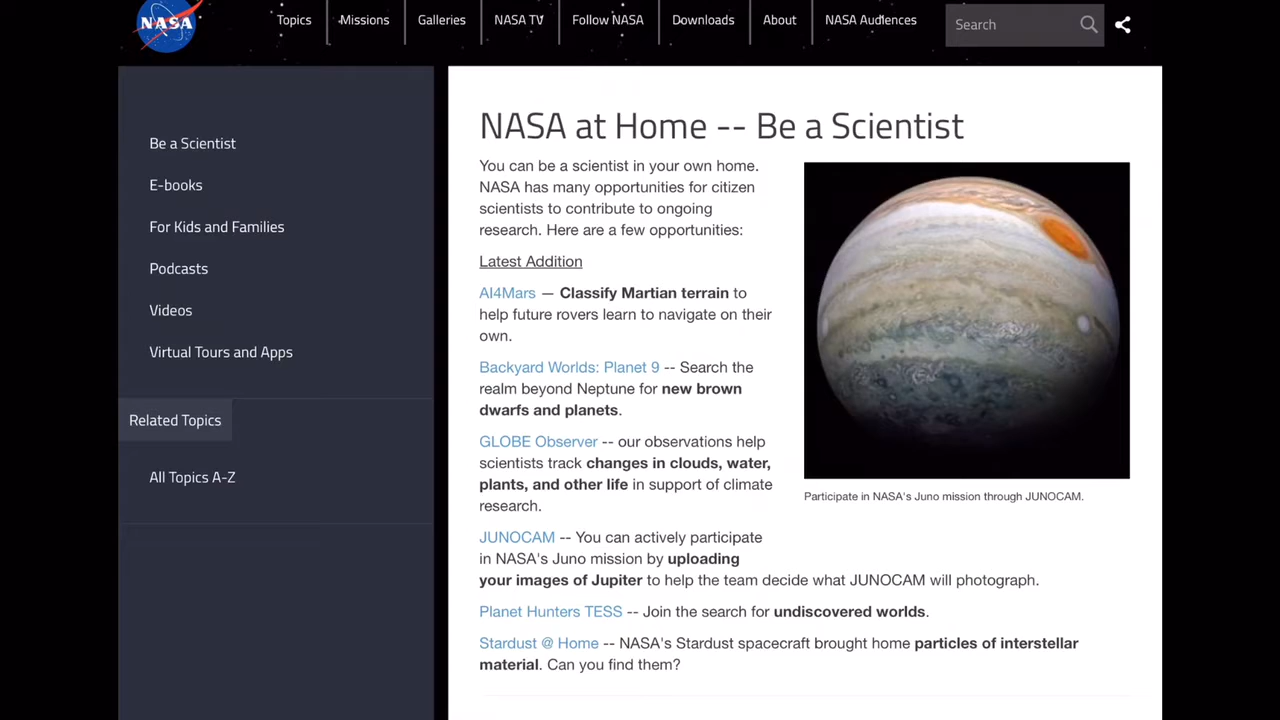 NASA
Topics
Missions
Galleries
NASA TV
Follow NASA
Downloads
About
NASA Audiences
Search
Be a Scientist
E-books
For Kids and Families
Podcasts
Videos
Virtual Tours and Apps
Related Topics
All Topics A-Z
NASA at Home -- Be a Scientist
You can be a scientist in your own home.
NASA has many opportunities for citizen
scientists to contribute to ongoing
research. Here are a few opportunities:
Latest Addition
AI4Mars — Classify Martian terrain to
help future rovers learn to navigate on their
own.
Backyard Worlds: Planet 9 -- Search the
realm beyond Neptune for new brown
dwarfs and planets.
GLOBE Observer -- our observations help
scientists track changes in clouds, water,
plants, and other life in support of climate
research.
JUNOCAM -- You can actively participate
in NASA's Juno mission by uploading
your images of Jupiter to help the team decide what JUNOCAM will photograph.
Planet Hunters TESS -- Join the search for undiscovered worlds.
Stardust @ Home -- NASA's Stardust spacecraft brought home particles of interstellar
material. Can you find them?
Participate in NASA's Juno mission through JUNOCAM.